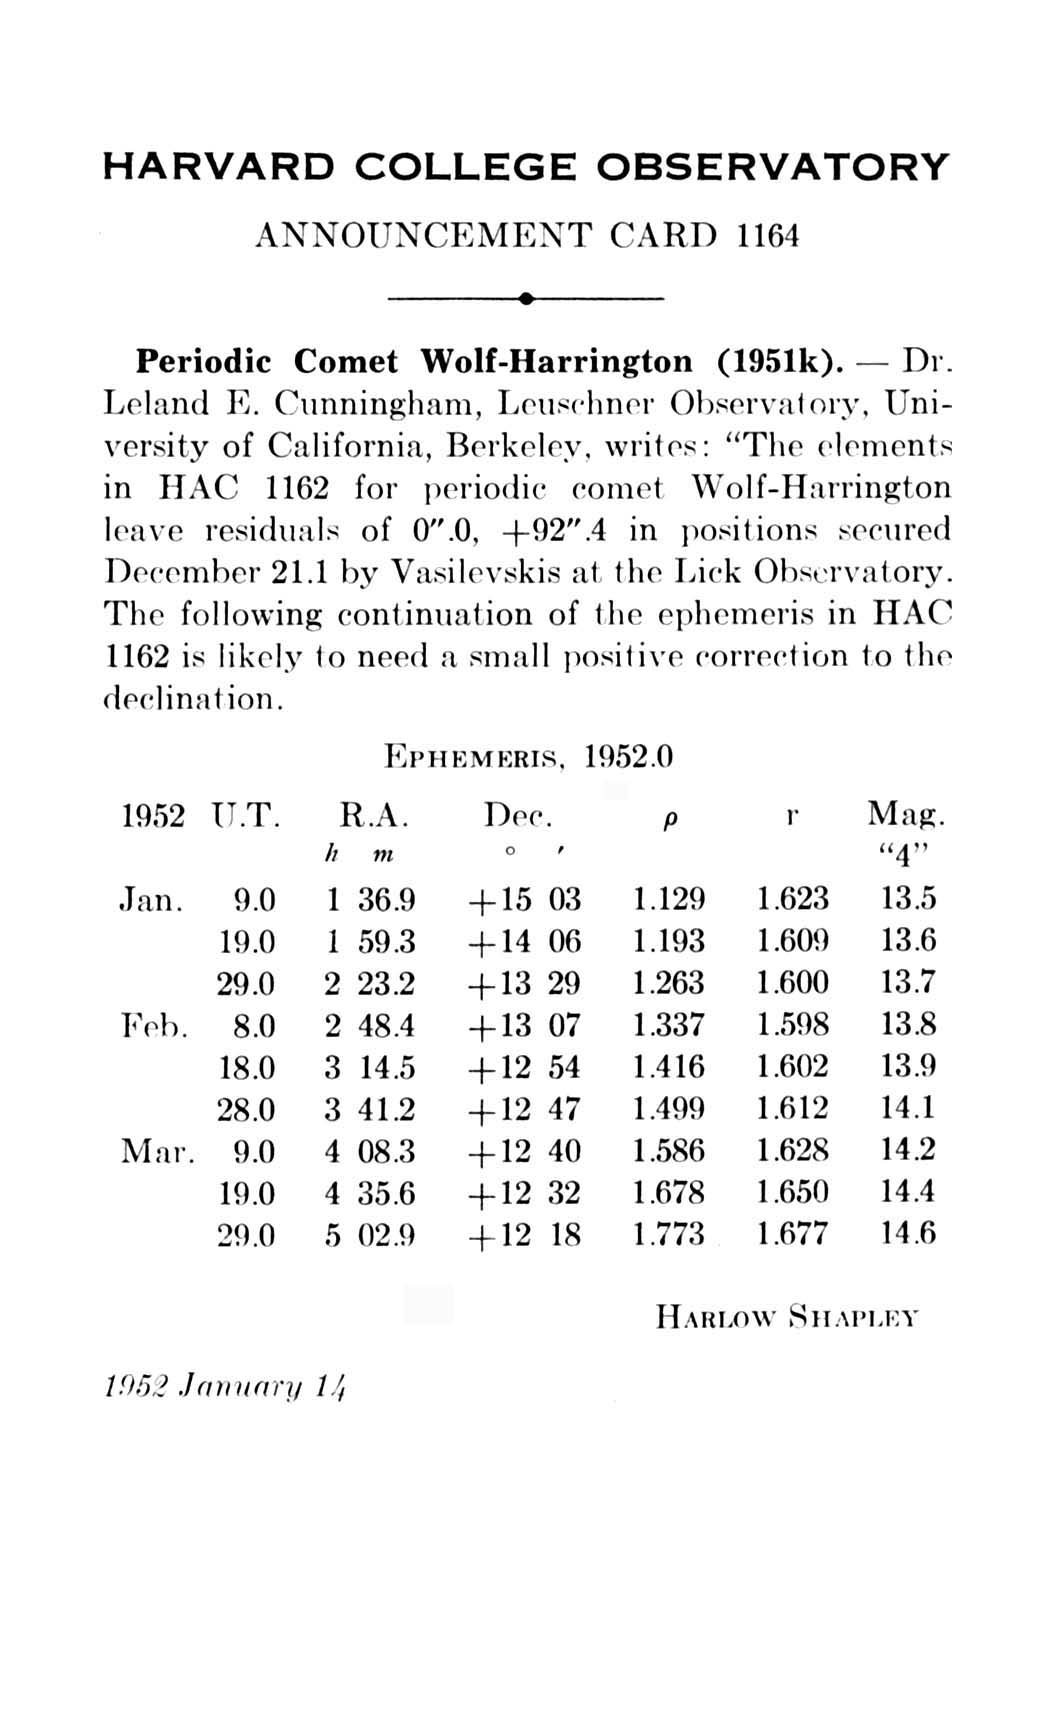 HARVARD COLLEGE OBSERVATORY
ANNOUNCEMENT CARD 1164
Periodic Comet Wolf-Harrington (1951k). — Dr.
Leland E. Cunningham, Leuschner Observatory, Uni-
versity of California, Berkeley, writes: “The elements
in HAC 1162 for periodic comet Wolf-Harrington
leave residuals of 0″.0, +92″.4 in positions secured
December 21.1 by Vasilevskis at the Lick Observatory.
The following continuation of the ephemeris in HAC
1162 is likely to need a small positive correction to the
declination.
EPHEMERIS, 1952.0
1952 U.T. R.A. Dec. ρ r Mag.
h m ° ′ “4”
Jan. 9.0 1 36.9 +15 03 1.129 1.623 13.5
19.0 1 59.3 +14 06 1.193 1.609 13.6
29.0 2 23.2 +13 29 1.263 1.600 13.7
Feb. 8.0 2 48.4 +13 07 1.337 1.598 13.8
18.0 3 14.5 +12 54 1.416 1.602 13.9
28.0 3 41.2 +12 47 1.499 1.612 14.1
Mar. 9.0 4 08.3 +12 40 1.586 1.628 14.2
19.0 4 35.6 +12 32 1.678 1.650 14.4
29.0 5 02.9 +12 18 1.773 1.677 14.6
HARLOW SHAPLEY
1952 January 14